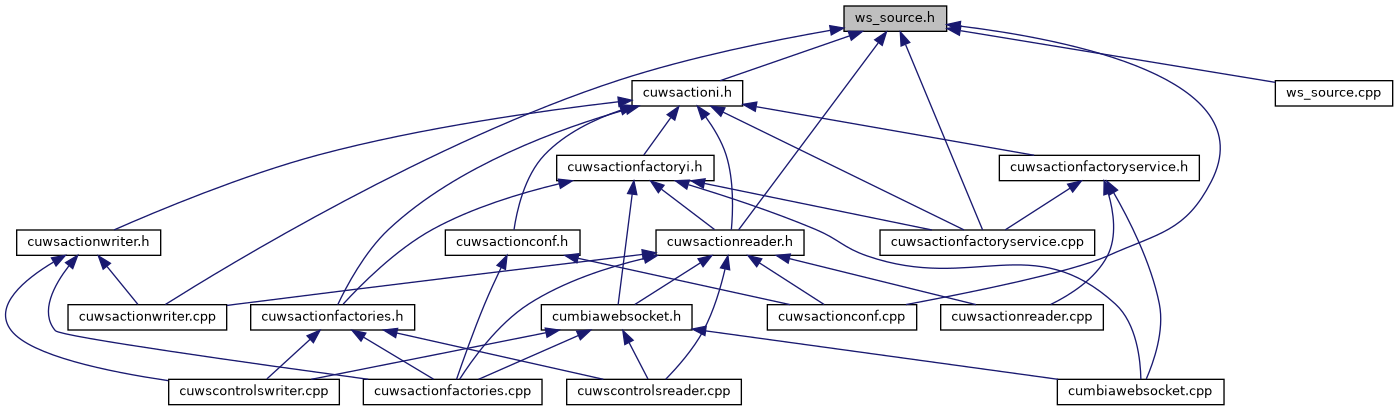 ws_source.h
cuwsactioni.h
ws_source.cpp
cuwsactionfactoryi.h
cuwsactionfactoryservice.h
cuwsactionwriter.h
cuwsactionconf.h
cuwsactionreader.h
cuwsactionfactoryservice.cpp
cuwsactionwriter.cpp
cuwsactionfactories.h
cumbiawebsocket.h
cuwsactionconf.cpp
cuwsactionreader.cpp
cuwscontrolswriter.cpp
cuwsactionfactories.cpp
cuwscontrolsreader.cpp
cumbiawebsocket.cpp